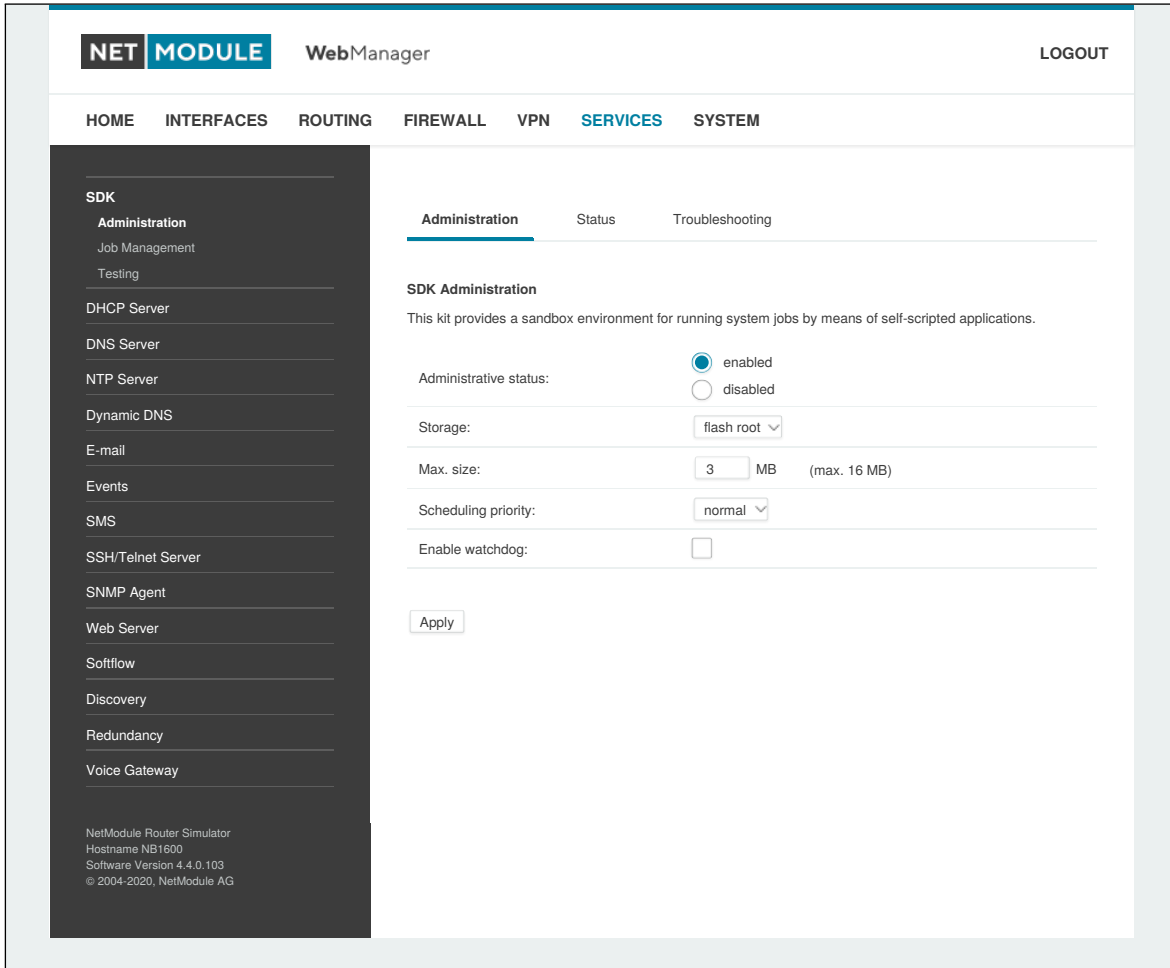 NET MODULE WebManager LOGOUT
HOME INTERFACES ROUTING FIREWALL VPN SERVICES SYSTEM
SDK
Administration
Job Management
Testing
DHCP Server
DNS Server
NTP Server
Dynamic DNS
E-mail
Events
SMS
SSH/Telnet Server
SNMP Agent
Web Server
Softflow
Discovery
Redundancy
Voice Gateway
NetModule Router Simulator
Hostname NB1600
Software Version 4.4.0.103
© 2004-2020, NetModule AG
Administration Status Troubleshooting
SDK Administration
This kit provides a sandbox environment for running system jobs by means of self-scripted applications.
Administrative status: enabled
disabled
Storage: flash root
Max. size: 3 MB (max. 16 MB)
Scheduling priority: normal
Enable watchdog:
Apply